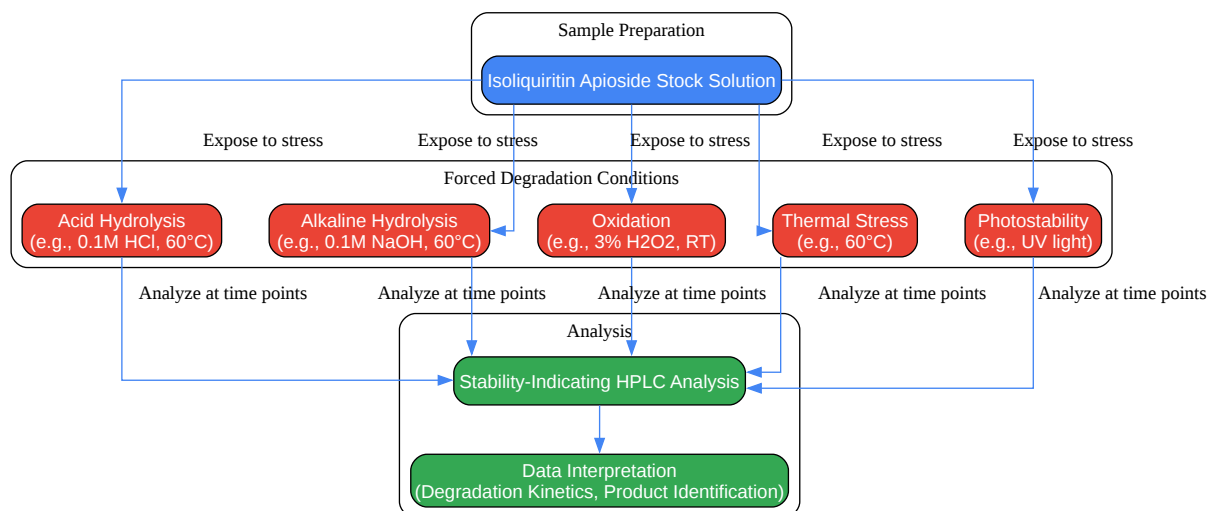 Sample Preparation
Isoliquiritin Apioside Stock Solution
Expose to stress
Expose to stress
Expose to stress
Expose to stress
Expose to stress
Forced Degradation Conditions
Acid Hydrolysis
(e.g., 0.1M HCl, 60°C)
Alkaline Hydrolysis
(e.g., 0.1M NaOH, 60°C)
Oxidation
(e.g., 3% H2O2, RT)
Thermal Stress
(e.g., 60°C)
Photostability
(e.g., UV light)
Analyze at time points
Analyze at time points
Analyze at time points
Analyze at time points
Analyze at time points
Analysis
Stability-Indicating HPLC Analysis
Data Interpretation
(Degradation Kinetics, Product Identification)